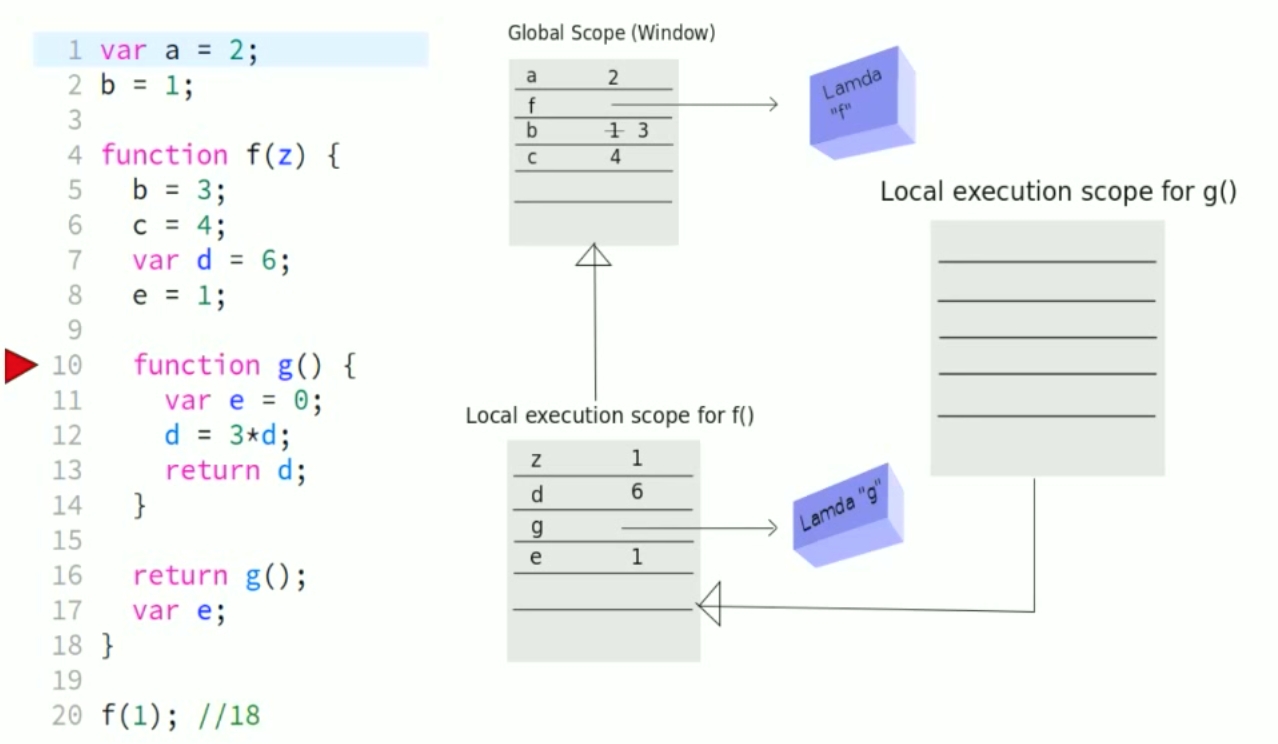 1 var a = 2;
2 b = 1;
3
4 function f(z) {
5 b = 3;
6 c = 4;
7 var d = 6;
8 e = 1;
9
10 function g() {
11 var e = 0;
12 d = 3*d;
13 return d;
14 }
15
16 return g();
17 var e;
18 }
19
20 f(1); //18
Global Scope (Window)
a 2
f
b 1 3
c 4
Lamda
"f"
Local execution scope for g()
Local execution scope for f()
z 1
d 6
g
e 1
Lamda "g"